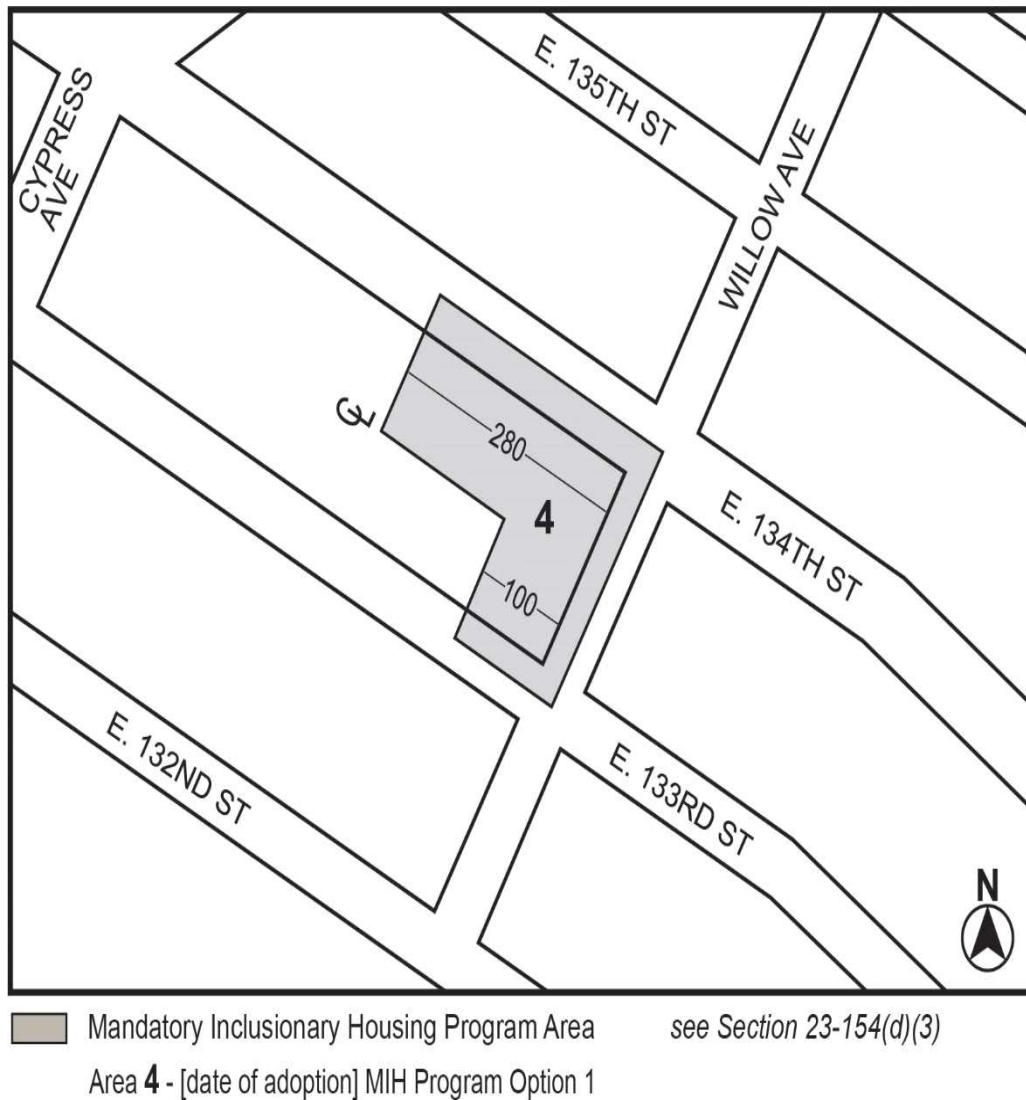 E. 135TH ST
CYPRESS
AVE
WILLOW AVE
280
4
100
E. 134TH ST
E. 132ND ST
E. 133RD ST
N
Mandatory Inclusionary Housing Program Area see Section 23-154(d)(3)
Area 4 - [date of adoption] MIH Program Option 1